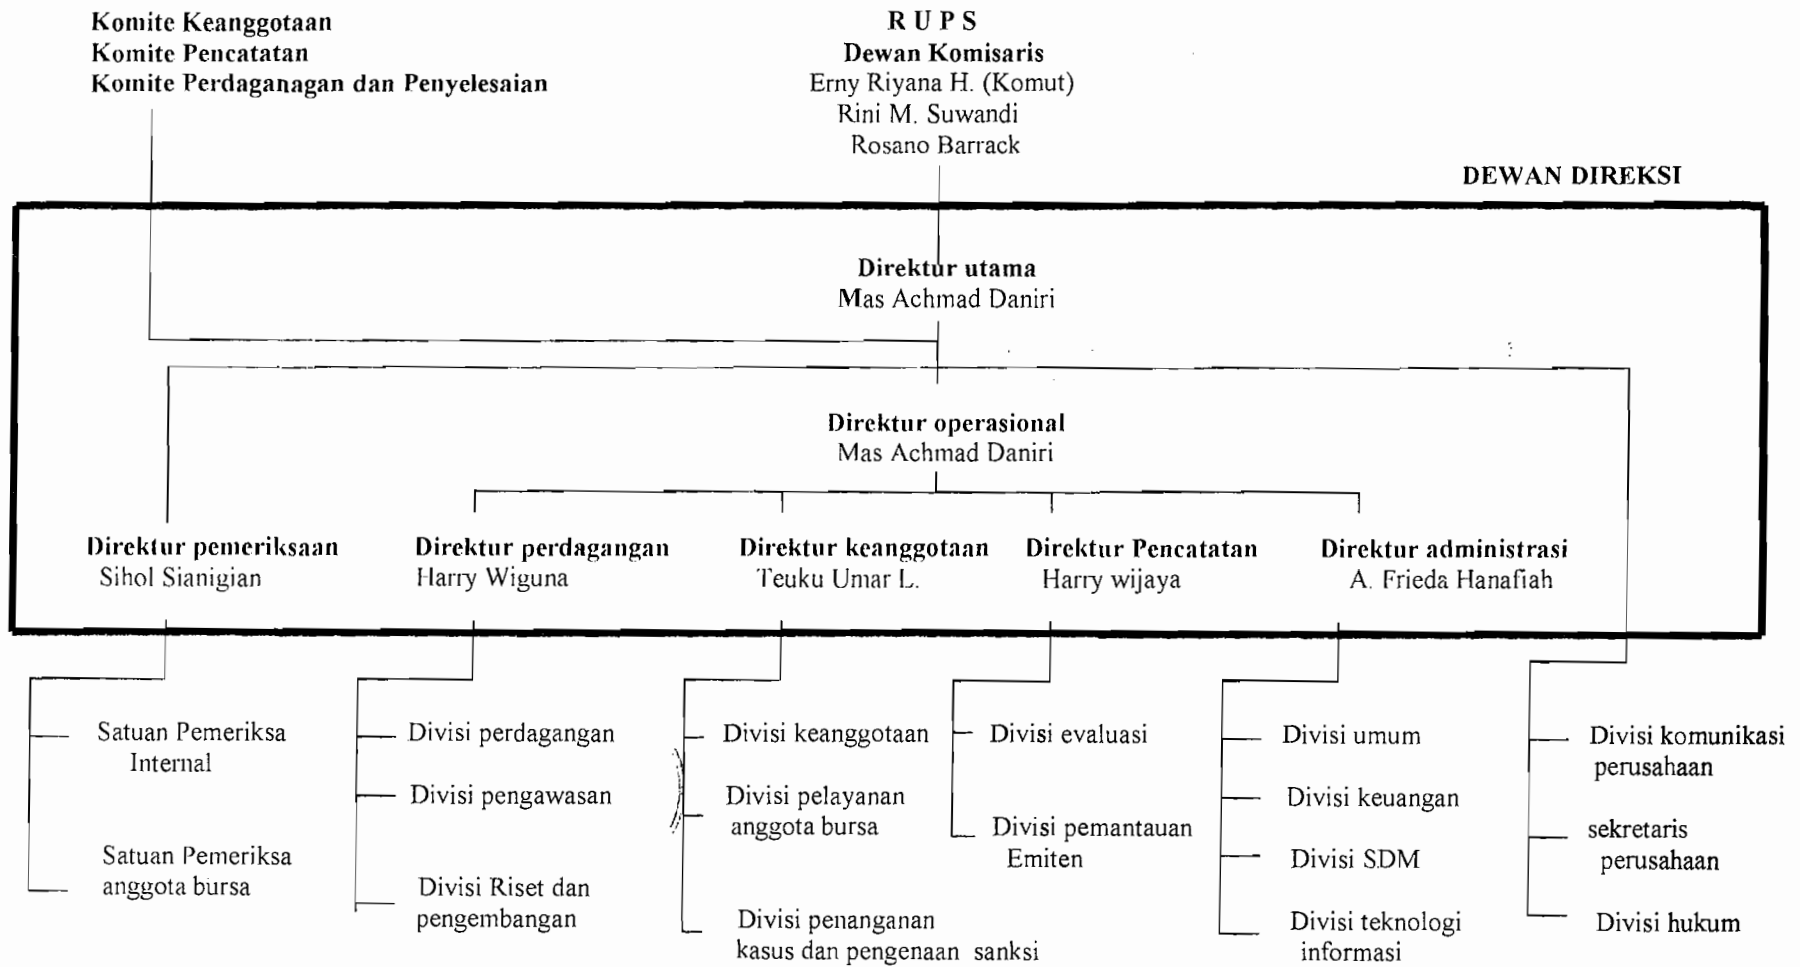 Komite Keanggotaan
Komite Pencatatan
Komite Perdaganagan dan Penyelesaian
R U P S
Dewan Komisaris
Erny Riyana H. (Komut)
Rini M. Suwandi
Rosano Barrack
DEWAN DIREKSI
Direktur utama
Mas Achmad Daniri
Direktur operasional
Mas Achmad Daniri
Direktur pemeriksaan
Sihol Sianigian
Direktur perdagangan
Harry Wiguna
Direktur keanggotaan
Teuku Umar L.
Direktur Pencatatan
Harry wijaya
Direktur administrasi
A. Frieda Hanafiah
Satuan Pemeriksa
Internal
Satuan Pemeriksa
anggota bursa
Divisi perdagangan
Divisi pengawasan
Divisi Riset dan
pengembangan
Divisi keanggotaan
Divisi pelayanan
anggota bursa
Divisi penanganan
kasus dan pengenaan sanksi
Divisi evaluasi
Divisi pemantauan
Emiten
Divisi umum
Divisi keuangan
Divisi SDM
Divisi teknologi
informasi
Divisi komunikasi
perusahaan
sekretaris
perusahaan
Divisi hukum